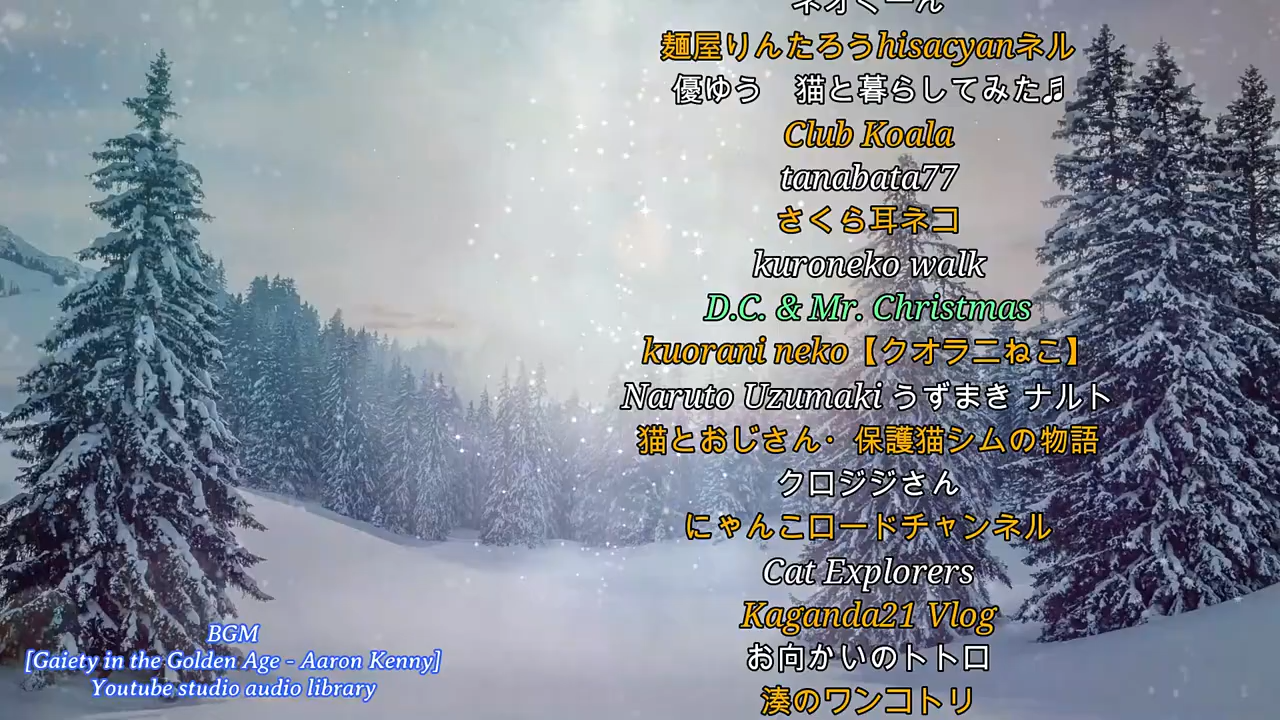 ネオくーん
麺屋りんたろうhisacyanネル
優ゆう　猫と暮らしてみた♬
Club Koala
tanabata77
さくら耳ネコ
kuroneko walk
D.C. & Mr. Christmas
kuorani neko【クオラニねこ】
Naruto Uzumaki うずまき ナルト
猫とおじさん・ 保護猫シムの物語
クロジジさん
にゃんこロードチャンネル
Cat Explorers
Kaganda21 Vlog
お向かいのトトロ
湊のワンコトリ
BGM
[Gaiety in the Golden Age - Aaron Kenny]
Youtube studio audio library